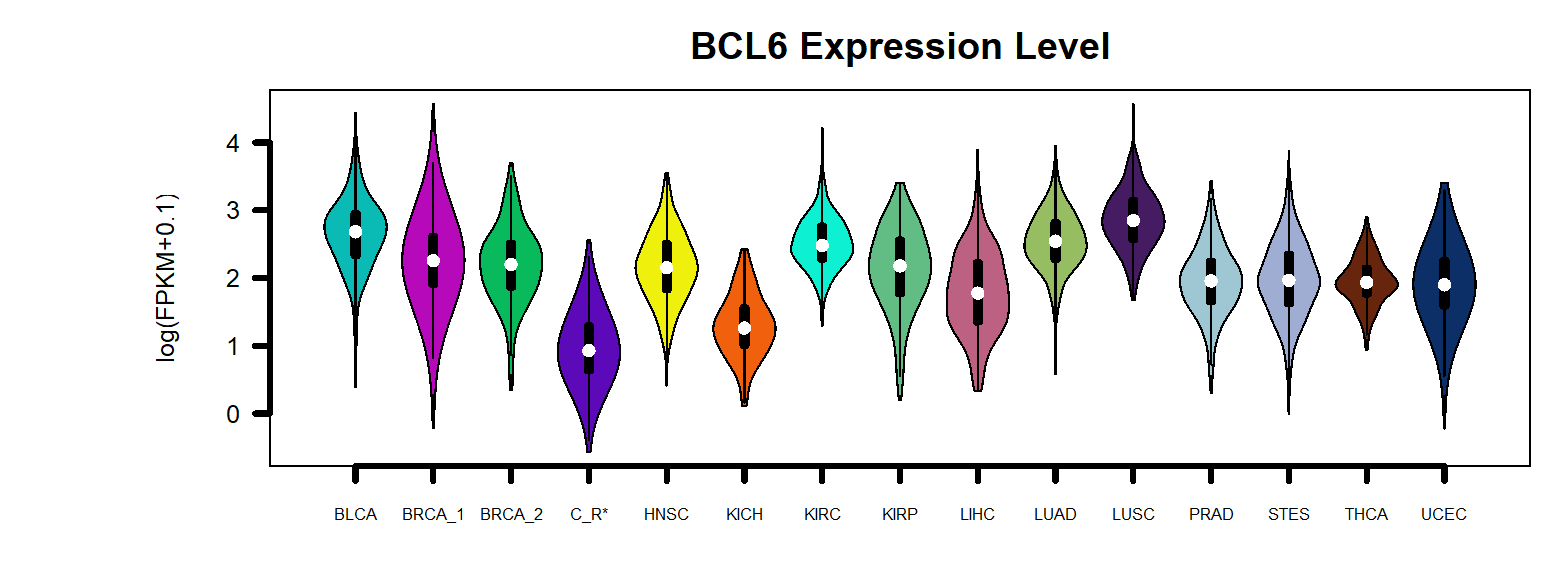 BCL6 Expression Level
log(FPKM+0.1)
4
3
2
1
0
BLCA BRCA_1 BRCA_2 C_R* HNSC KICH KIRC KIRP LIHC LUAD LUSC PRAD STES THCA UCEC